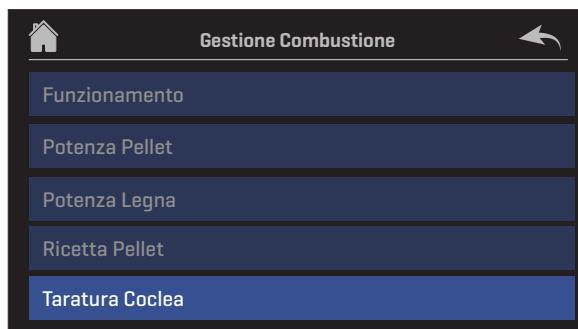 Gestione Combustione
Funzionamento
Potenza Pellet
Potenza Legna
Ricetta Pellet
Taratura Coclea